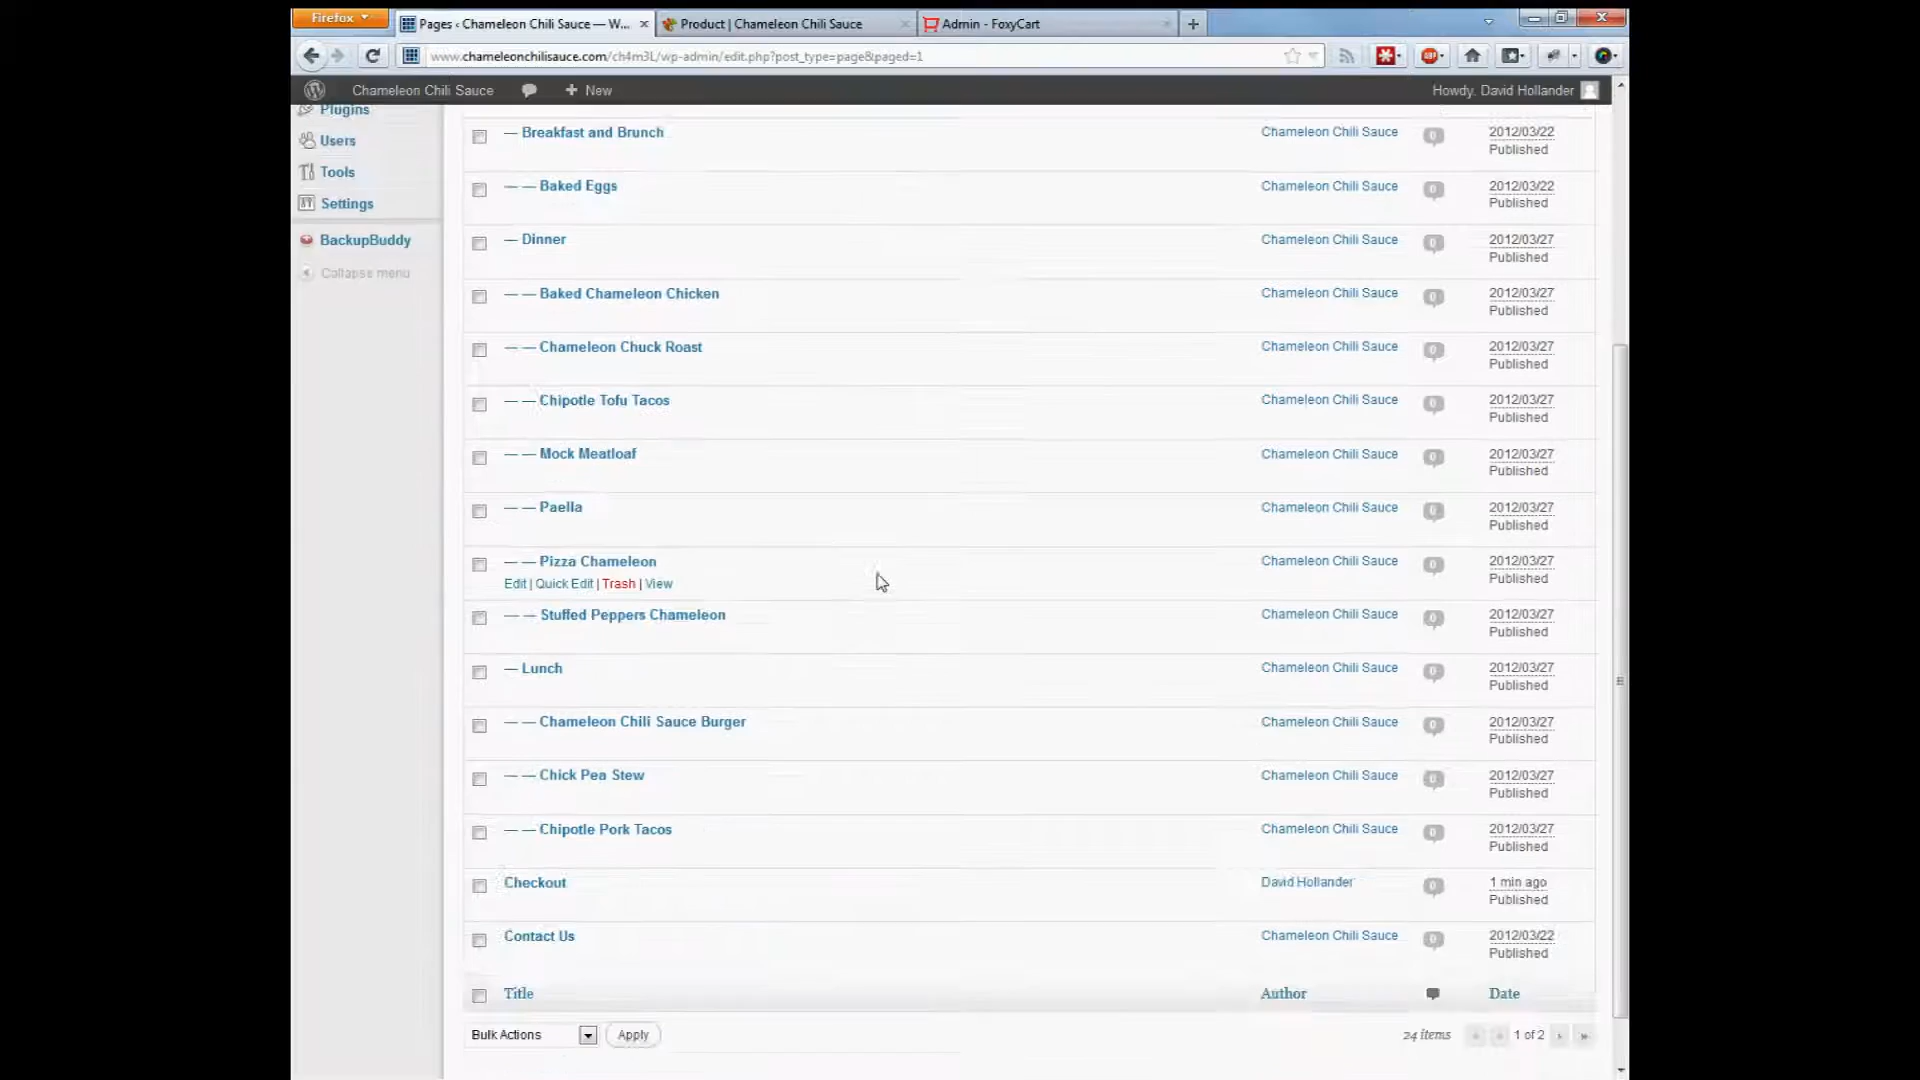 Firefox
Pages ‹ Chameleon Chili Sauce — W...
Product | Chameleon Chili Sauce
Admin - FoxyCart
www.chameleonchilisauce.com/ch4m3L/wp-admin/edit.php?post_type=page&paged=1
Chameleon Chili Sauce
New
Howdy, David Hollander
Plugins
Users
Tools
Settings
BackupBuddy
Collapse menu
— Breakfast and Brunch Chameleon Chili Sauce 0 2012/03/22
Published
— — Baked Eggs Chameleon Chili Sauce 0 2012/03/22
Published
— Dinner Chameleon Chili Sauce 0 2012/03/27
Published
— — Baked Chameleon Chicken Chameleon Chili Sauce 0 2012/03/27
Published
— — Chameleon Chuck Roast Chameleon Chili Sauce 0 2012/03/27
Published
— — Chipotle Tofu Tacos Chameleon Chili Sauce 0 2012/03/27
Published
— — Mock Meatloaf Chameleon Chili Sauce 0 2012/03/27
Published
— — Paella Chameleon Chili Sauce 0 2012/03/27
Published
— — Pizza Chameleon Chameleon Chili Sauce 0 2012/03/27
Edit | Quick Edit | Trash | View Published
— — Stuffed Peppers Chameleon Chameleon Chili Sauce 0 2012/03/27
Published
— Lunch Chameleon Chili Sauce 0 2012/03/27
Published
— — Chameleon Chili Sauce Burger Chameleon Chili Sauce 0 2012/03/27
Published
— — Chick Pea Stew Chameleon Chili Sauce 0 2012/03/27
Published
— — Chipotle Pork Tacos Chameleon Chili Sauce 0 2012/03/27
Published
Checkout David Hollander 0 1 min ago
Published
Contact Us Chameleon Chili Sauce 0 2012/03/22
Published
Title Author Date
Bulk Actions Apply 24 items « ‹ 1 of 2 › »